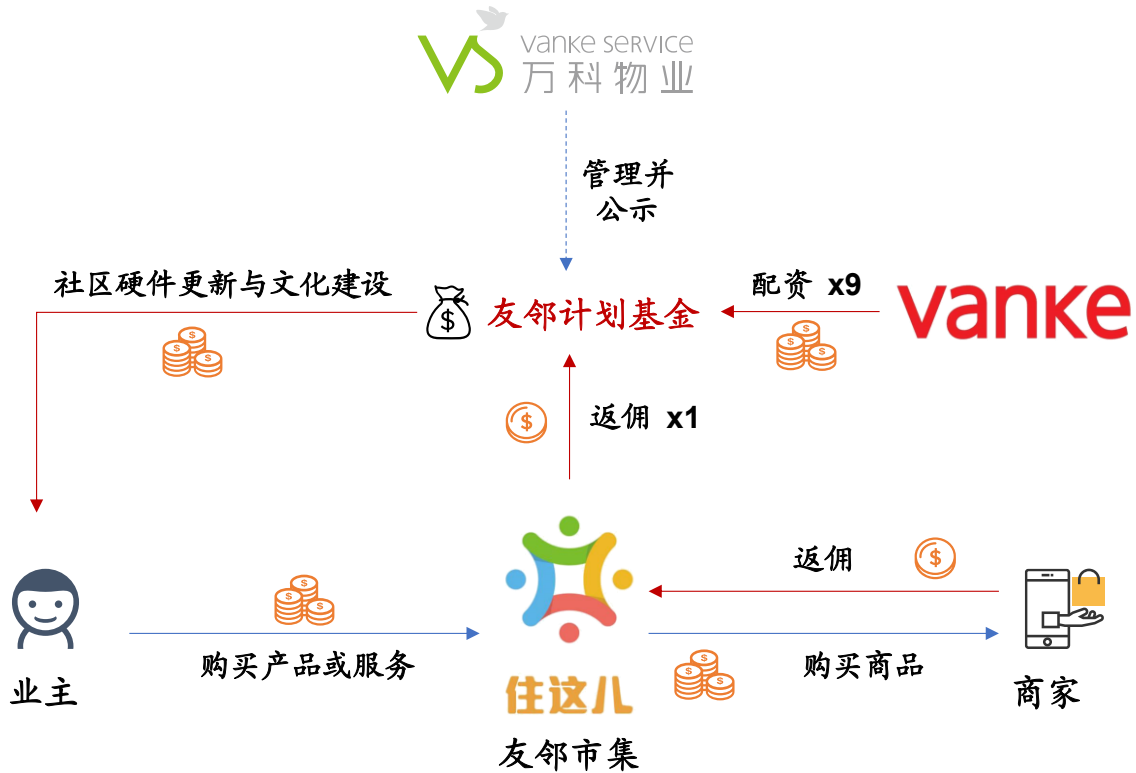 vanke service
万科物业
管理并
公示
社区硬件更新与文化建设
$
友邻计划基金
配资 x9
vanke
返佣 x1
返佣
购买产品或服务
购买商品
业主
住这儿
友邻市集
商家